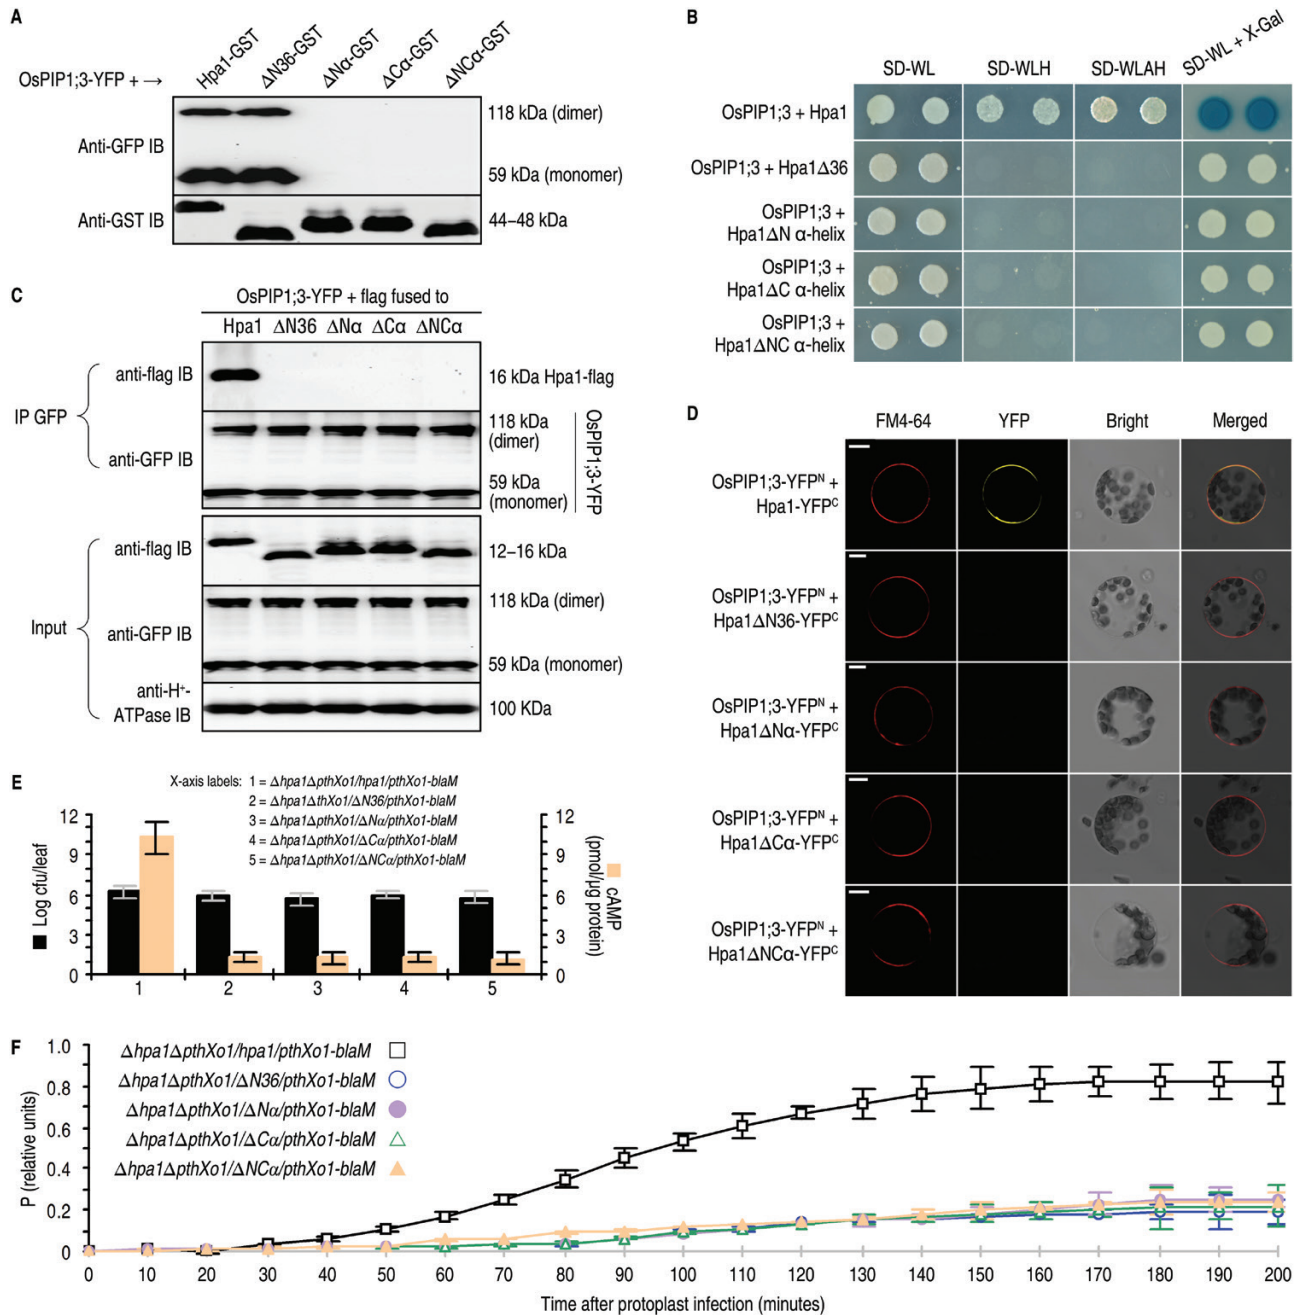 A
Hpa1-GST
ΔN36-GST
ΔNα-GST
ΔCα-GST
ΔNCα-GST
OsPIP1;3-YFP + →
Anti-GFP IB
118 kDa (dimer)
59 kDa (monomer)
Anti-GST IB
44–48 kDa
B
SD-WL
SD-WLH
SD-WLAH
SD-WL + X-Gal
OsPIP1;3 + Hpa1
OsPIP1;3 + Hpa1Δ36
OsPIP1;3 +
Hpa1ΔN α-helix
OsPIP1;3 +
Hpa1ΔC α-helix
OsPIP1;3 +
Hpa1ΔNC α-helix
C
OsPIP1;3-YFP + flag fused to
Hpa1 ΔN36 ΔNα ΔCα ΔNCα
IP GFP
anti-flag IB
16 kDa Hpa1-flag
anti-GFP IB
118 kDa
(dimer)
59 kDa
(monomer)
OsPIP1;3-YFP
Input
anti-flag IB
12–16 kDa
anti-GFP IB
118 kDa (dimer)
59 kDa (monomer)
anti-H⁺-
ATPase IB
100 KDa
D
FM4-64
YFP
Bright
Merged
OsPIP1;3-YFPᴺ +
Hpa1-YFPᶜ
OsPIP1;3-YFPᴺ +
Hpa1ΔN36-YFPᶜ
OsPIP1;3-YFPᴺ +
Hpa1ΔNα-YFPᶜ
OsPIP1;3-YFPᴺ +
Hpa1ΔCα-YFPᶜ
OsPIP1;3-YFPᴺ +
Hpa1ΔNCα-YFPᶜ
E
X-axis labels: 1 = Δhpa1ΔpthXo1/hpa1/pthXo1-blaM
2 = Δhpa1ΔthXo1/ΔN36/pthXo1-blaM
3 = Δhpa1ΔpthXo1/ΔNα/pthXo1-blaM
4 = Δhpa1ΔpthXo1/ΔCα/pthXo1-blaM
5 = Δhpa1ΔpthXo1/ΔNCα/pthXo1-blaM
Log cfu/leaf
12
9
6
3
0
12
9
6
3
0
cAMP
(pmol/µg protein)
1 2 3 4 5
F
P (relative units)
1.0
0.8
0.6
0.4
0.2
0
Δhpa1ΔpthXo1/hpa1/pthXo1-blaM
Δhpa1ΔpthXo1/ΔN36/pthXo1-blaM
Δhpa1ΔpthXo1/ΔNα/pthXo1-blaM
Δhpa1ΔpthXo1/ΔCα/pthXo1-blaM
Δhpa1ΔpthXo1/ΔNCα/pthXo1-blaM
0 10 20 30 40 50 60 70 80 90 100 110 120 130 140 150 160 170 180 190 200
Time after protoplast infection (minutes)